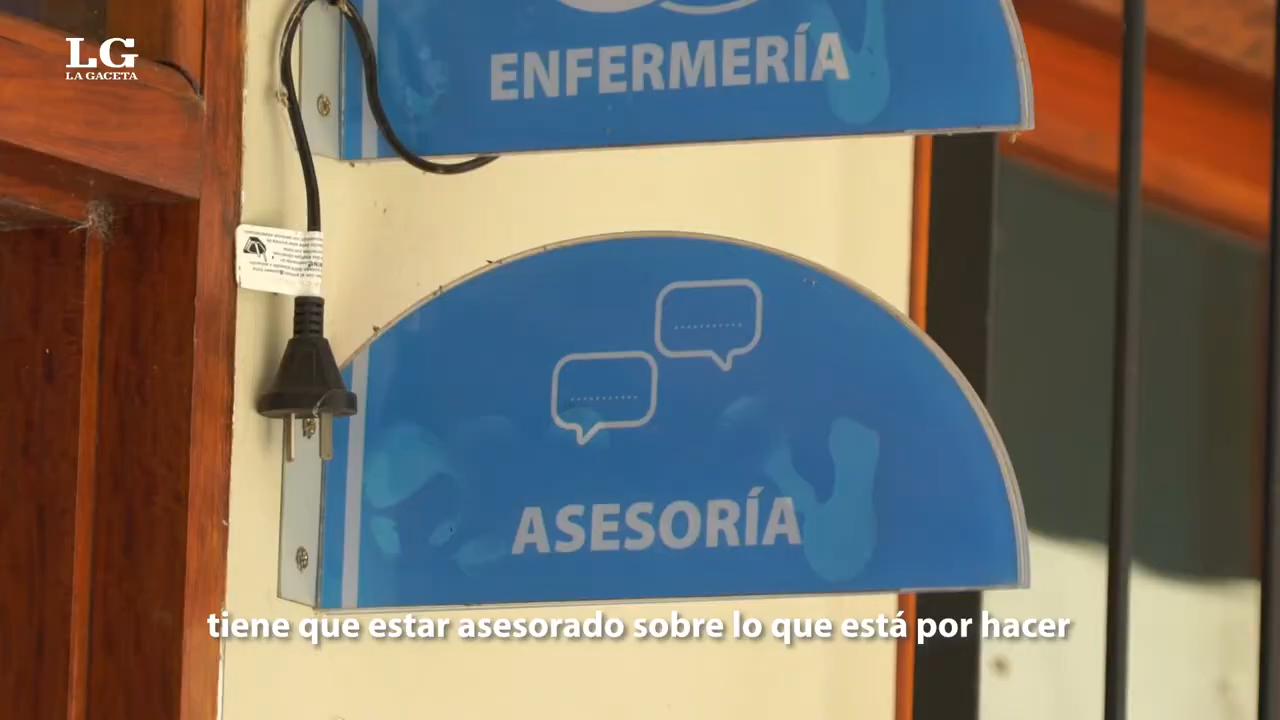 LG
LA GACETA
ENFERMERÍA
ASESORÍA
tiene que estar asesorado sobre lo que está por hacer